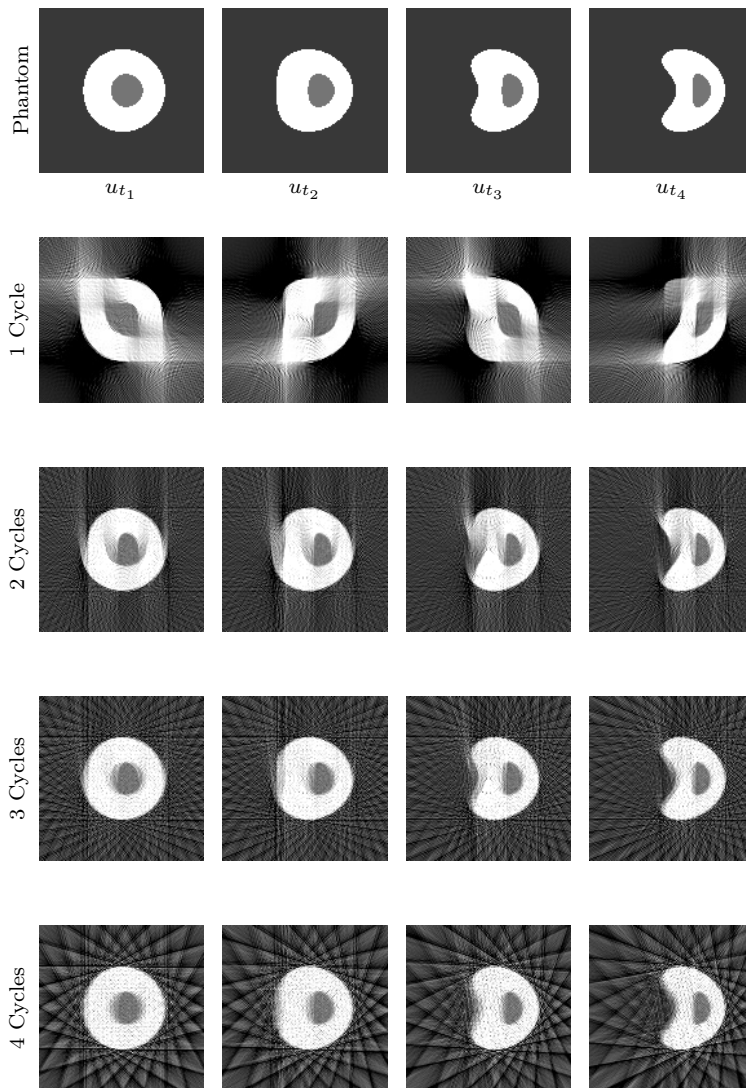 Phantom
u_{t_1} u_{t_2} u_{t_3} u_{t_4}
1 Cycle
2 Cycles
3 Cycles
4 Cycles